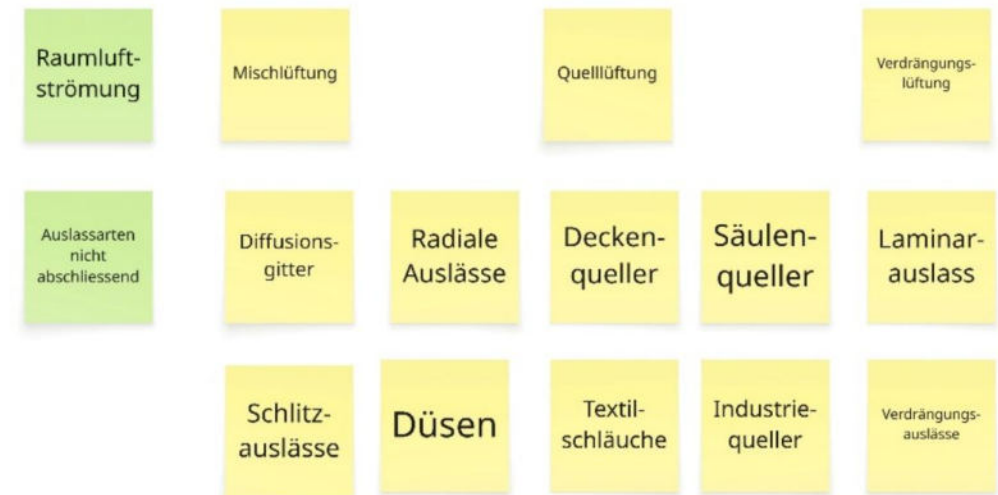 Raumluft-
strömung
Mischlüftung
Quelllüftung
Verdrängungs-
lüftung
Auslassarten
nicht
abschliessend
Diffusions-
gitter
Radiale
Auslässe
Decken-
queller
Säulen-
queller
Laminar-
auslass
Schlitz-
auslässe
Düsen
Textil-
schläuche
Industrie-
queller
Verdrängungs-
auslässe